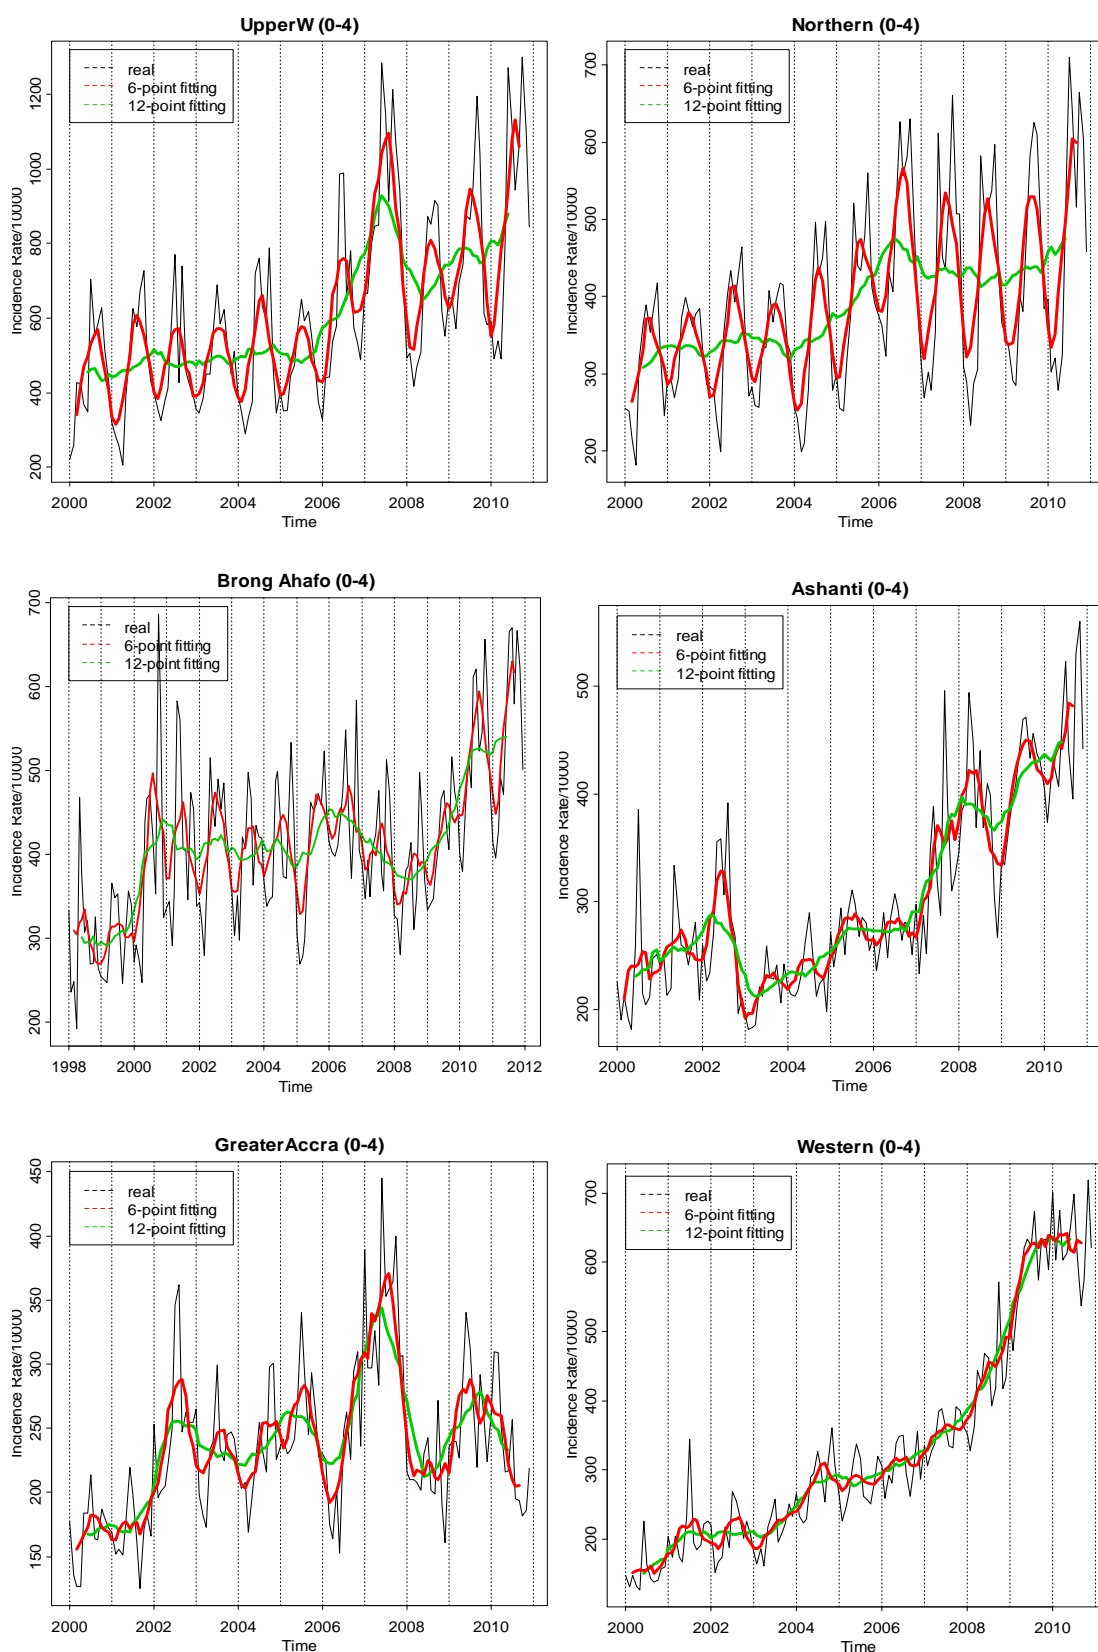 UpperW (0-4)
real
6-point fitting
12-point fitting
Incidence Rate/10000
200 400 600 800 1000 1200
2000 2002 2004 2006 2008 2010
Time
Northern (0-4)
real
6-point fitting
12-point fitting
Incidence Rate/10000
200 300 400 500 600 700
2000 2002 2004 2006 2008 2010
Time
Brong Ahafo (0-4)
real
6-point fitting
12-point fitting
Incidence Rate/10000
200 300 400 500 600 700
1998 2000 2002 2004 2006 2008 2010 2012
Time
Ashanti (0-4)
real
6-point fitting
12-point fitting
Incidence Rate/10000
200 300 400 500
2000 2002 2004 2006 2008 2010
Time
GreaterAccra (0-4)
real
6-point fitting
12-point fitting
Incidence Rate/10000
150 200 250 300 350 400 450
2000 2002 2004 2006 2008 2010
Time
Western (0-4)
real
6-point fitting
12-point fitting
Incidence Rate/10000
200 300 400 500 600 700
2000 2002 2004 2006 2008 2010
Time